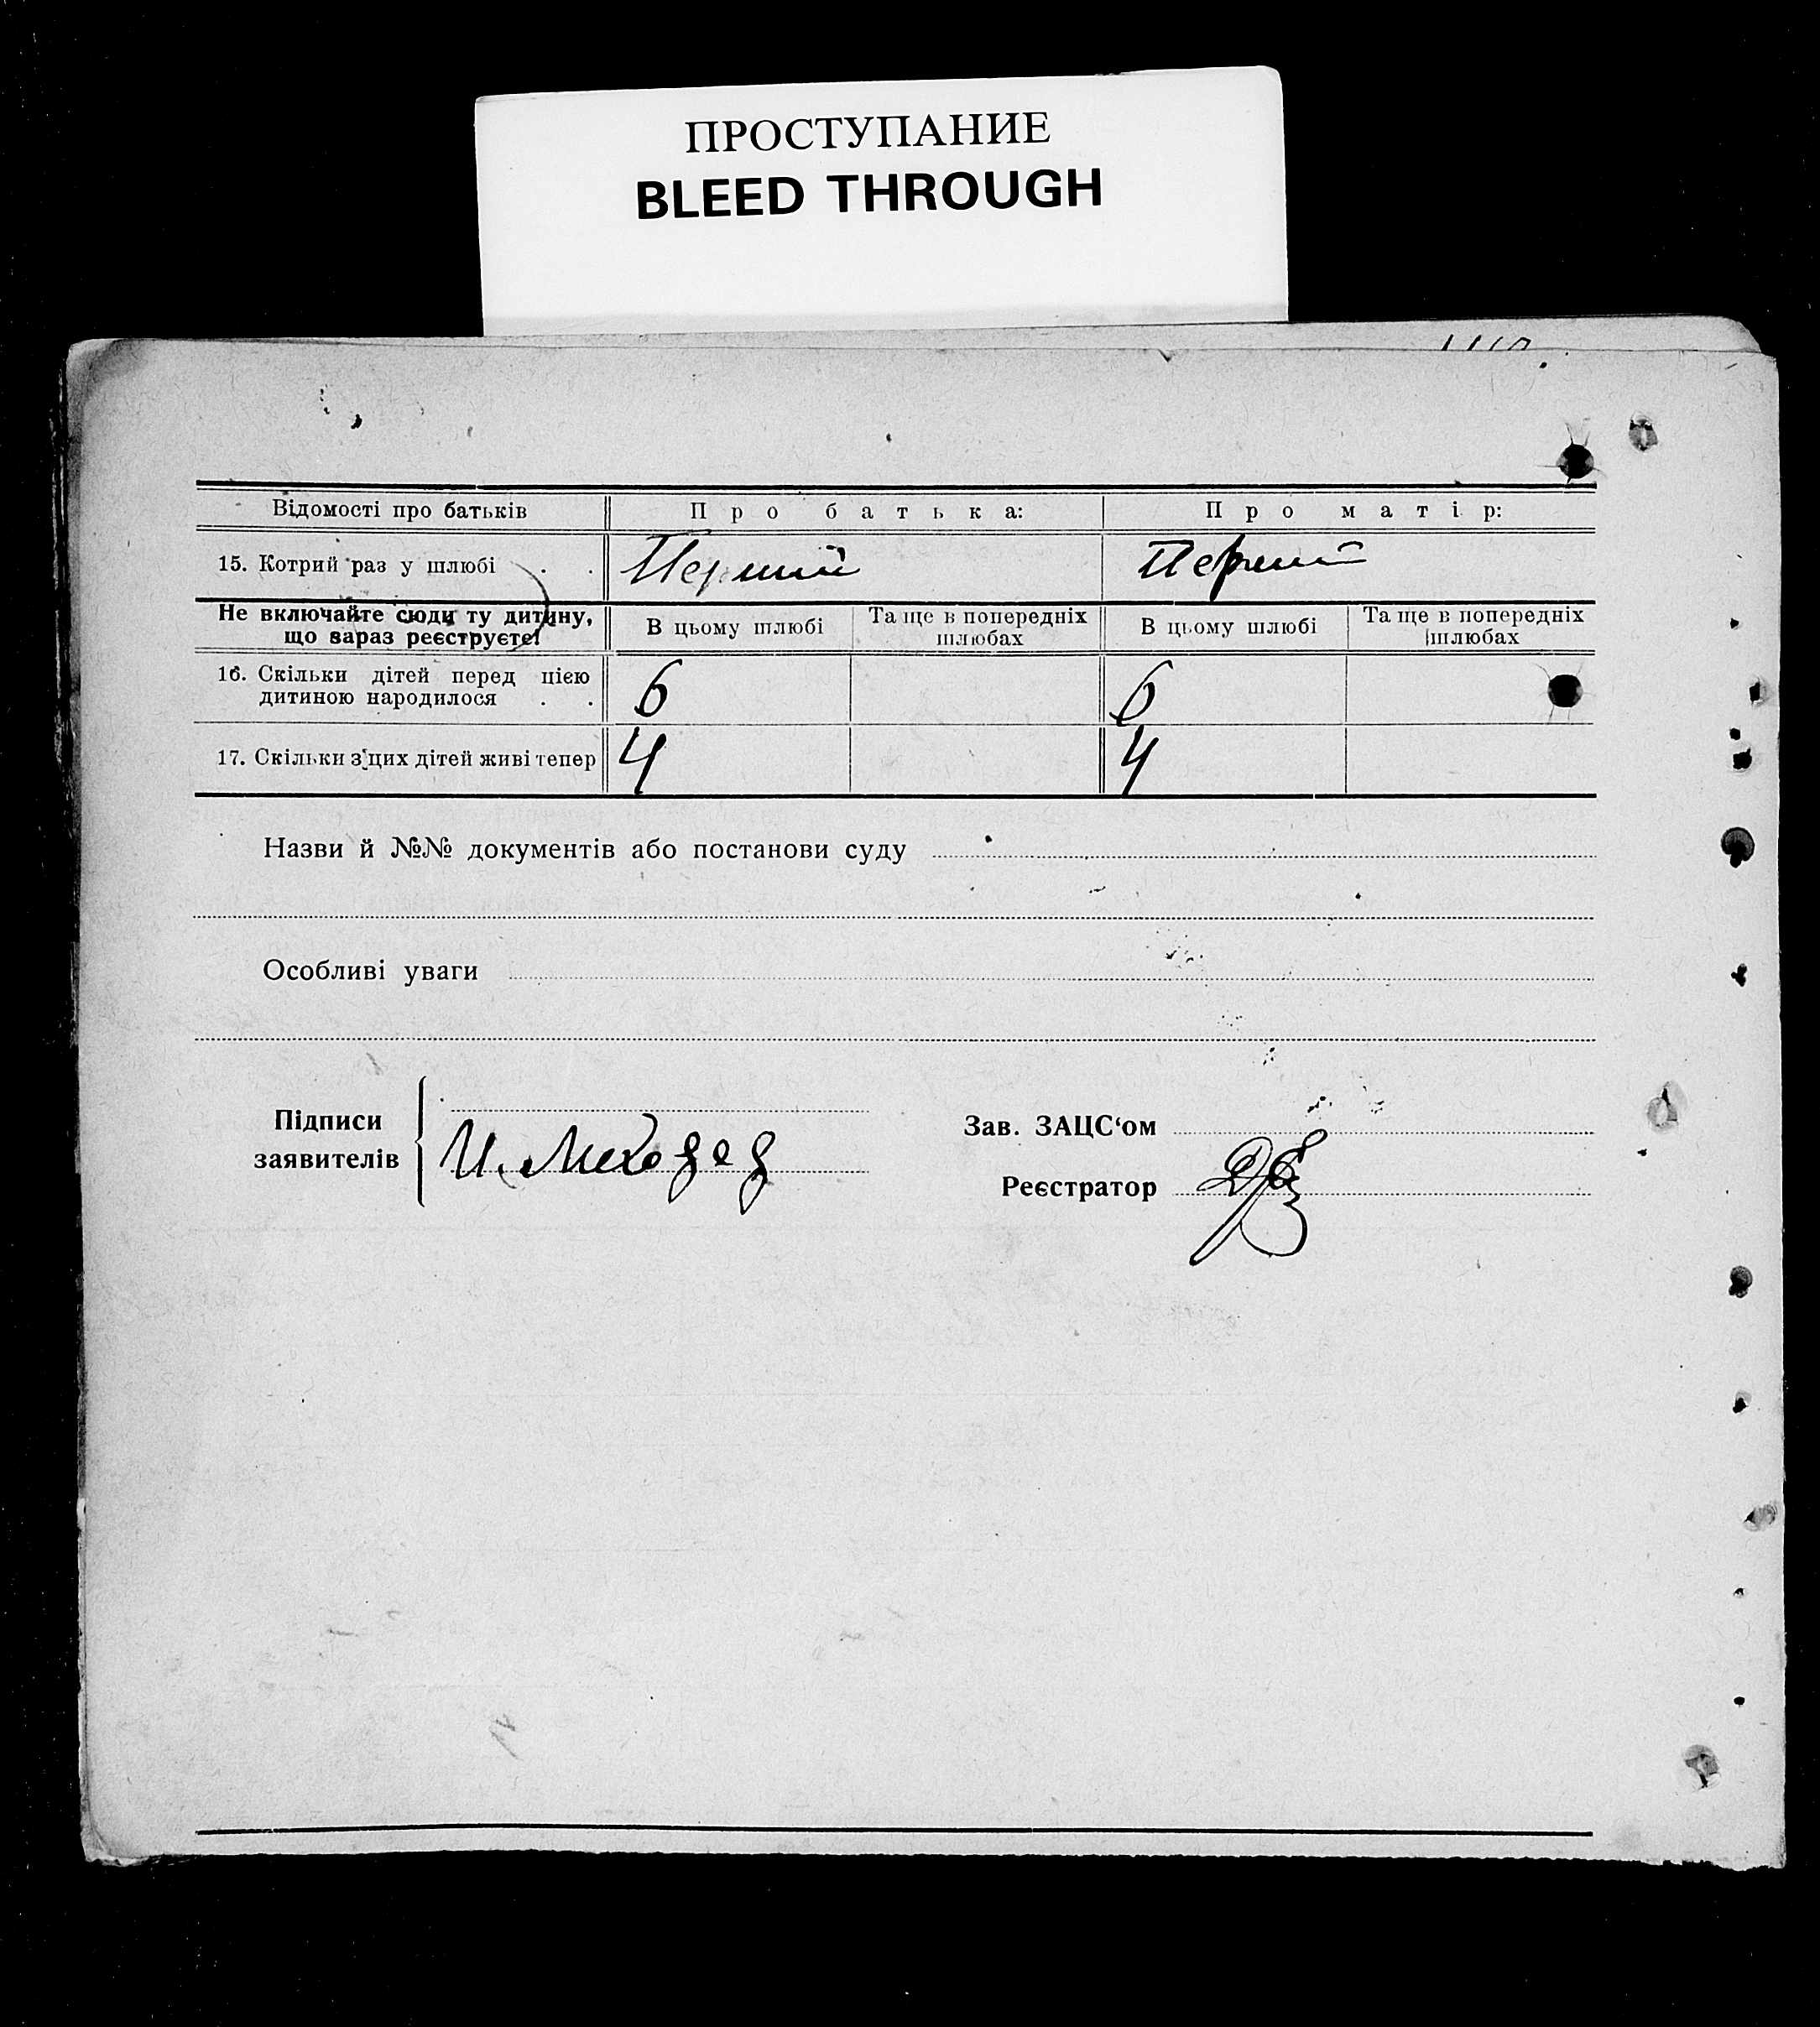 ПРОСТУПАНИЕ
BLEED THROUGH
Відомості про батьків
Про батька:
Про матір:
15. Котрий раз у шлюбі . .
Перший
Перший
Не включайте сюди ту дитину,
що зараз реєструєте!
В цьому шлюбі
Та ще в попередніх
шлюбах
В цьому шлюбі
Та ще в попередніх
шлюбах
16. Скільки дітей перед цією
дитиною народилося . .
6
6
17. Скільки з цих дітей живі тепер
4
4
Назви й №№ документів або постанови суду
Особливі уваги
Підписи
заявителів
И.
Зав. ЗАЦС‘ом
Реєстратор